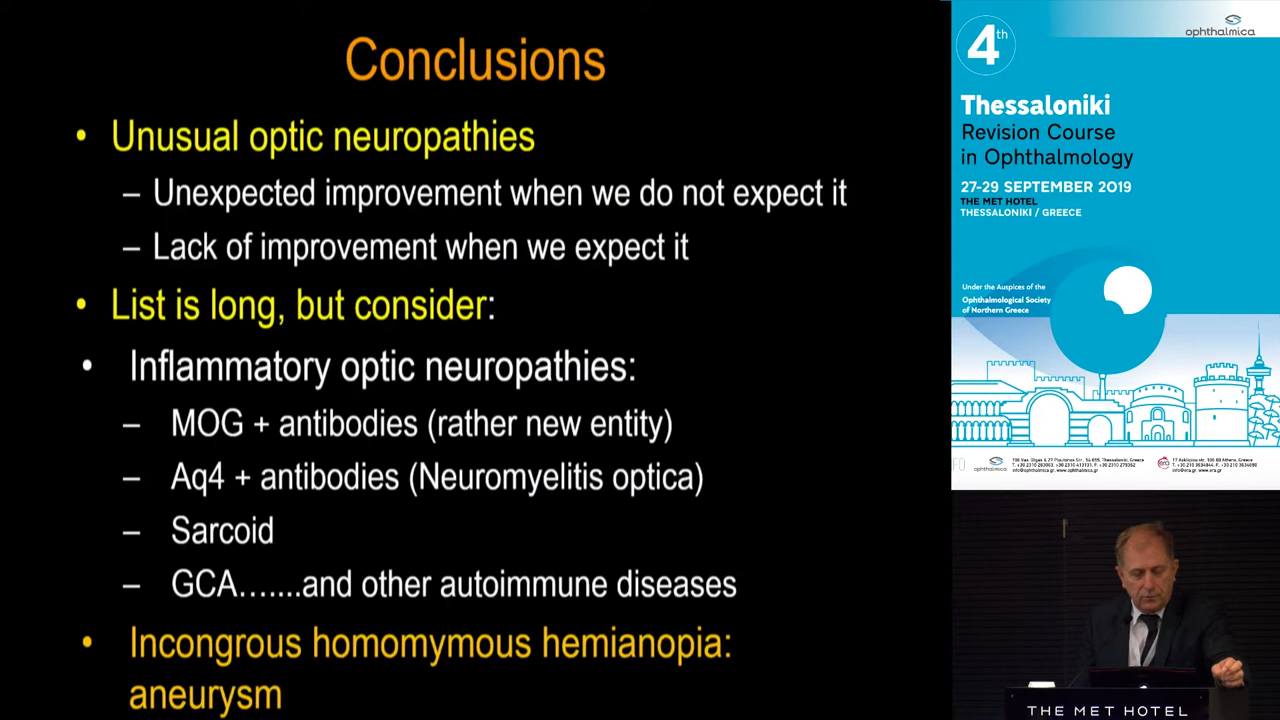 Conclusions
• Unusual optic neuropathies
– Unexpected improvement when we do not expect it
– Lack of improvement when we expect it
• List is long, but consider:
• Inflammatory optic neuropathies:
– MOG + antibodies (rather new entity)
– Aq4 + antibodies (Neuromyelitis optica)
– Sarcoid
– GCA…....and other autoimmune diseases
• Incongrous homomymous hemianopia:
aneurysm
ophthalmica
4th
Thessaloniki
Revision Course
in Ophthalmology
27-29 SEPTEMBER 2019
THE MET HOTEL
THESSALONIKI / GREECE
Under the Auspices of the
Ophthalmological Society
of Northern Greece
ophthalmica
THE MET HOTEL